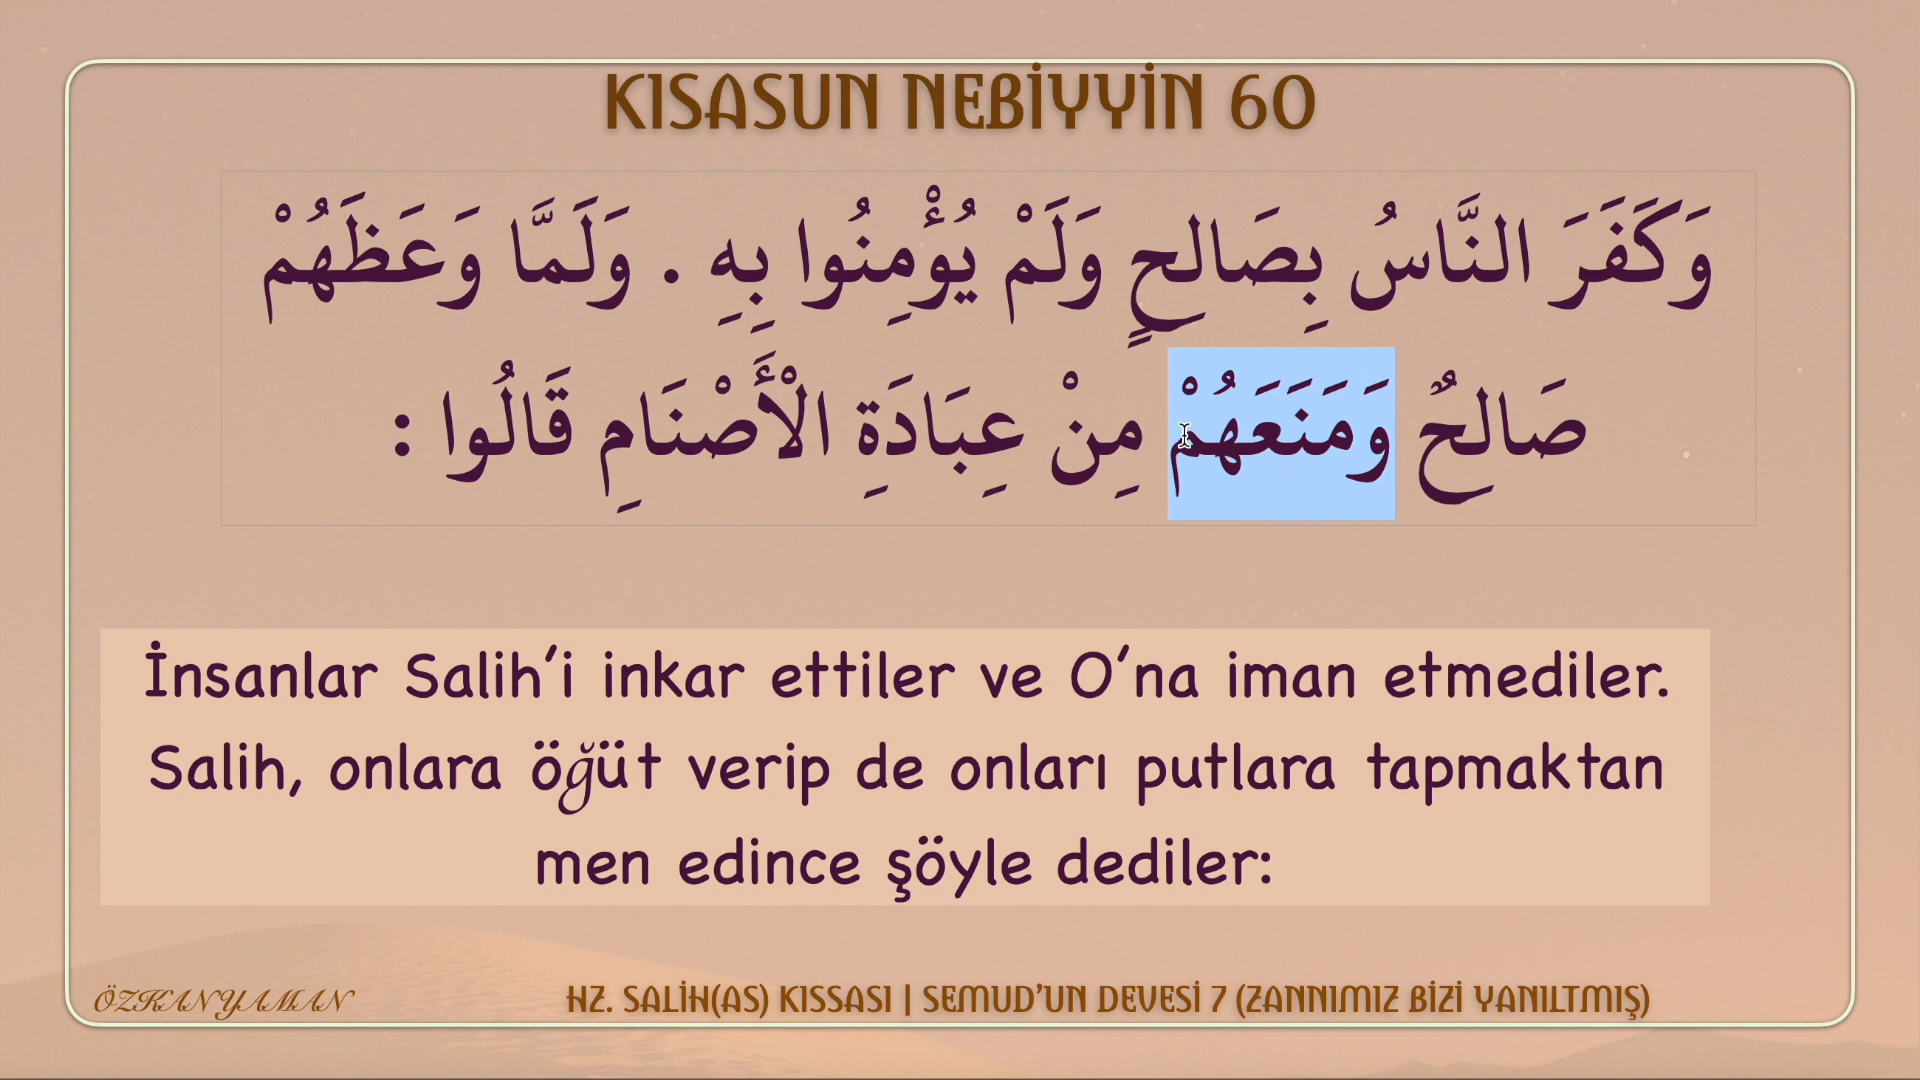 KISASUN NEBİYYİN 60
وَكَفَرَ النَّاسُ بِصَالِحٍ وَلَمْ يُؤْمِنُوا بِهِ . وَلَمَّا وَعَظَهُمْ
صَالِحٌ وَمَنَعَهُمْ مِنْ عِبَادَةِ الْأَصْنَامِ قَالُوا :
İnsanlar Salih’i inkar ettiler ve O’na iman etmediler.
Salih, onlara öğüt verip de onları putlara tapmaktan
men edince şöyle dediler:
ÖZKAN YAMAN
HZ. SALİH(AS) KISSASI | SEMUD’UN DEVESİ 7 (ZANNIMIZ BİZİ YANILTMIŞ)